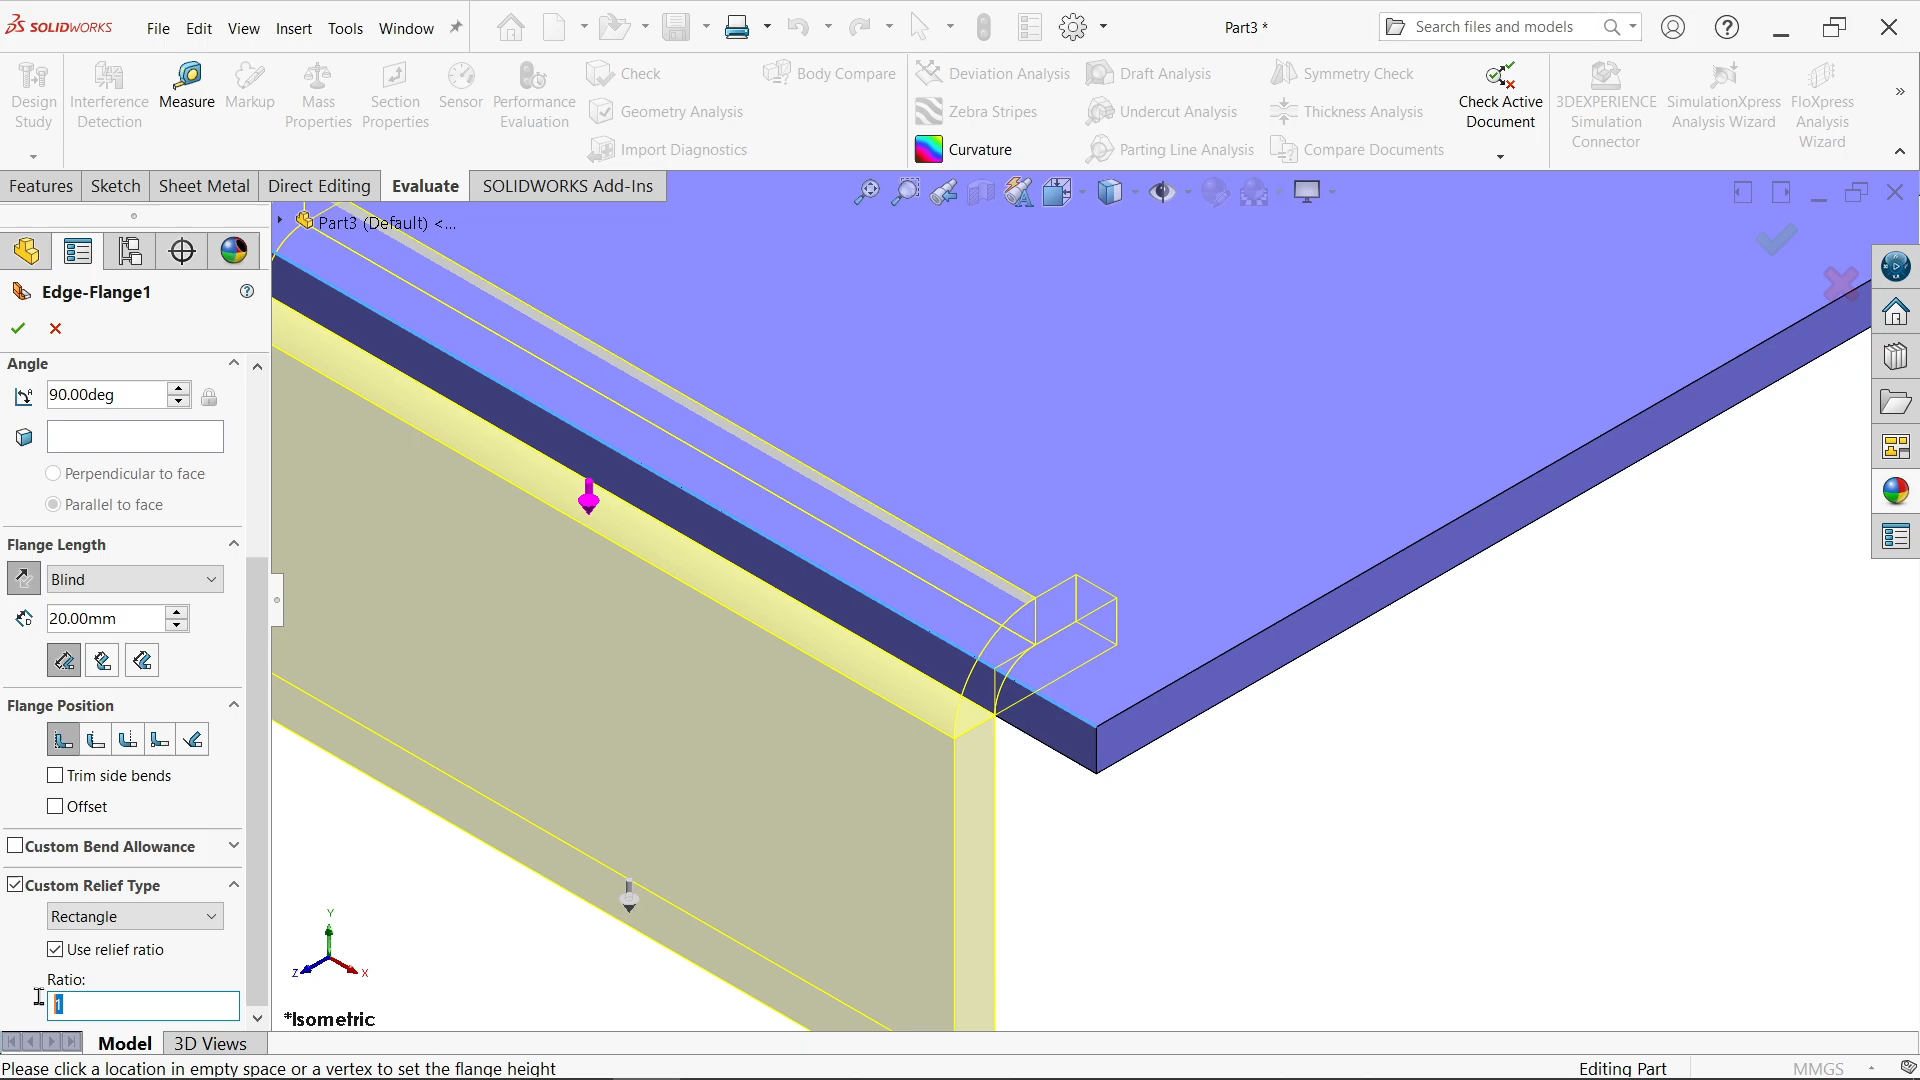 SOLIDWORKS
File Edit View Insert Tools Window
Part3 *
Search files and models
Design Study
Interference Detection
Measure
Markup
Mass Properties
Section Properties
Sensor
Performance Evaluation
Check
Geometry Analysis
Import Diagnostics
Body Compare
Deviation Analysis
Zebra Stripes
Curvature
Draft Analysis
Undercut Analysis
Parting Line Analysis
Symmetry Check
Thickness Analysis
Compare Documents
Check Active Document
3DEXPERIENCE Simulation Connector
SimulationXpress Analysis Wizard
FloXpress Analysis Wizard
Features Sketch Sheet Metal Direct Editing Evaluate SOLIDWORKS Add-Ins
Part3 (Default) <...
Edge-Flange1
Angle
90.00deg
Perpendicular to face
Parallel to face
Flange Length
Blind
20.00mm
Flange Position
Trim side bends
Offset
Custom Bend Allowance
Custom Relief Type
Rectangle
Use relief ratio
Ratio:
1
Y
Z
X
*Isometric
Model 3D Views
Please click a location in empty space or a vertex to set the flange height
Editing Part
MMGS